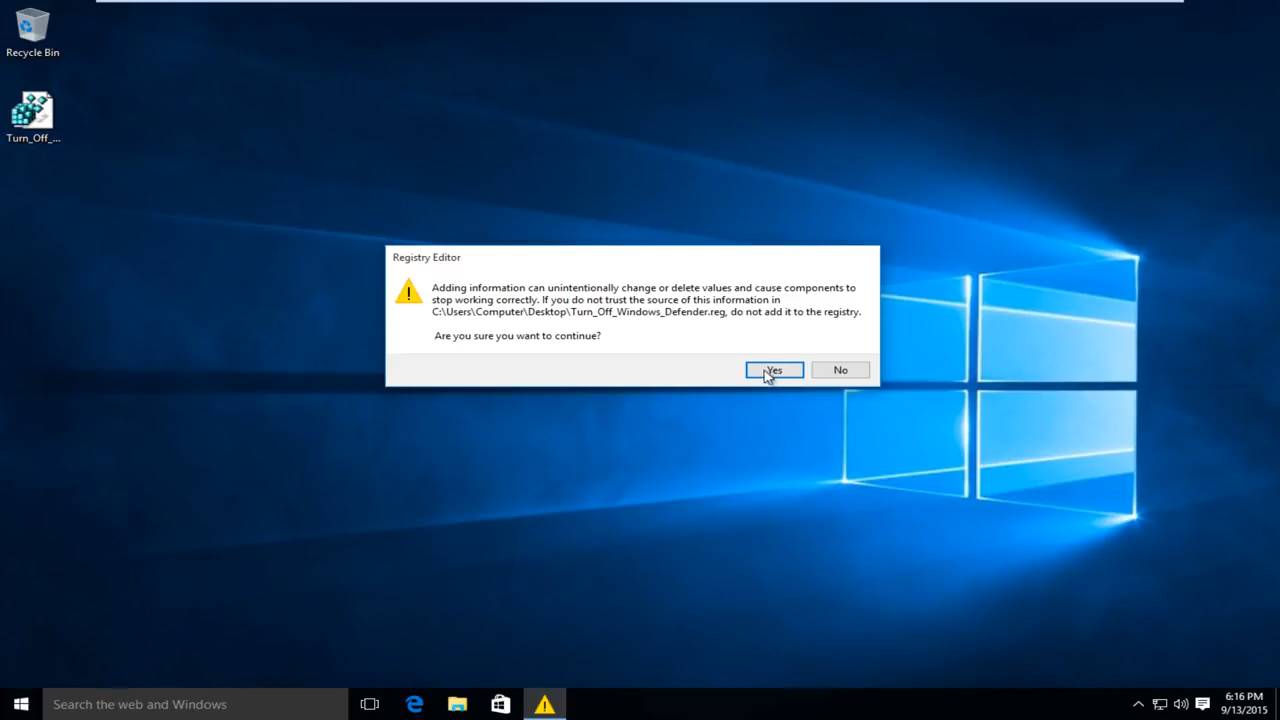 Recycle Bin
Turn_Off_...
Registry Editor
Adding information can unintentionally change or delete values and cause components to
stop working correctly. If you do not trust the source of this information in
C:\Users\Computer\Desktop\Turn_Off_Windows_Defender.reg, do not add it to the registry.
Are you sure you want to continue?
Yes
No
Search the web and Windows
6:16 PM
9/13/2015